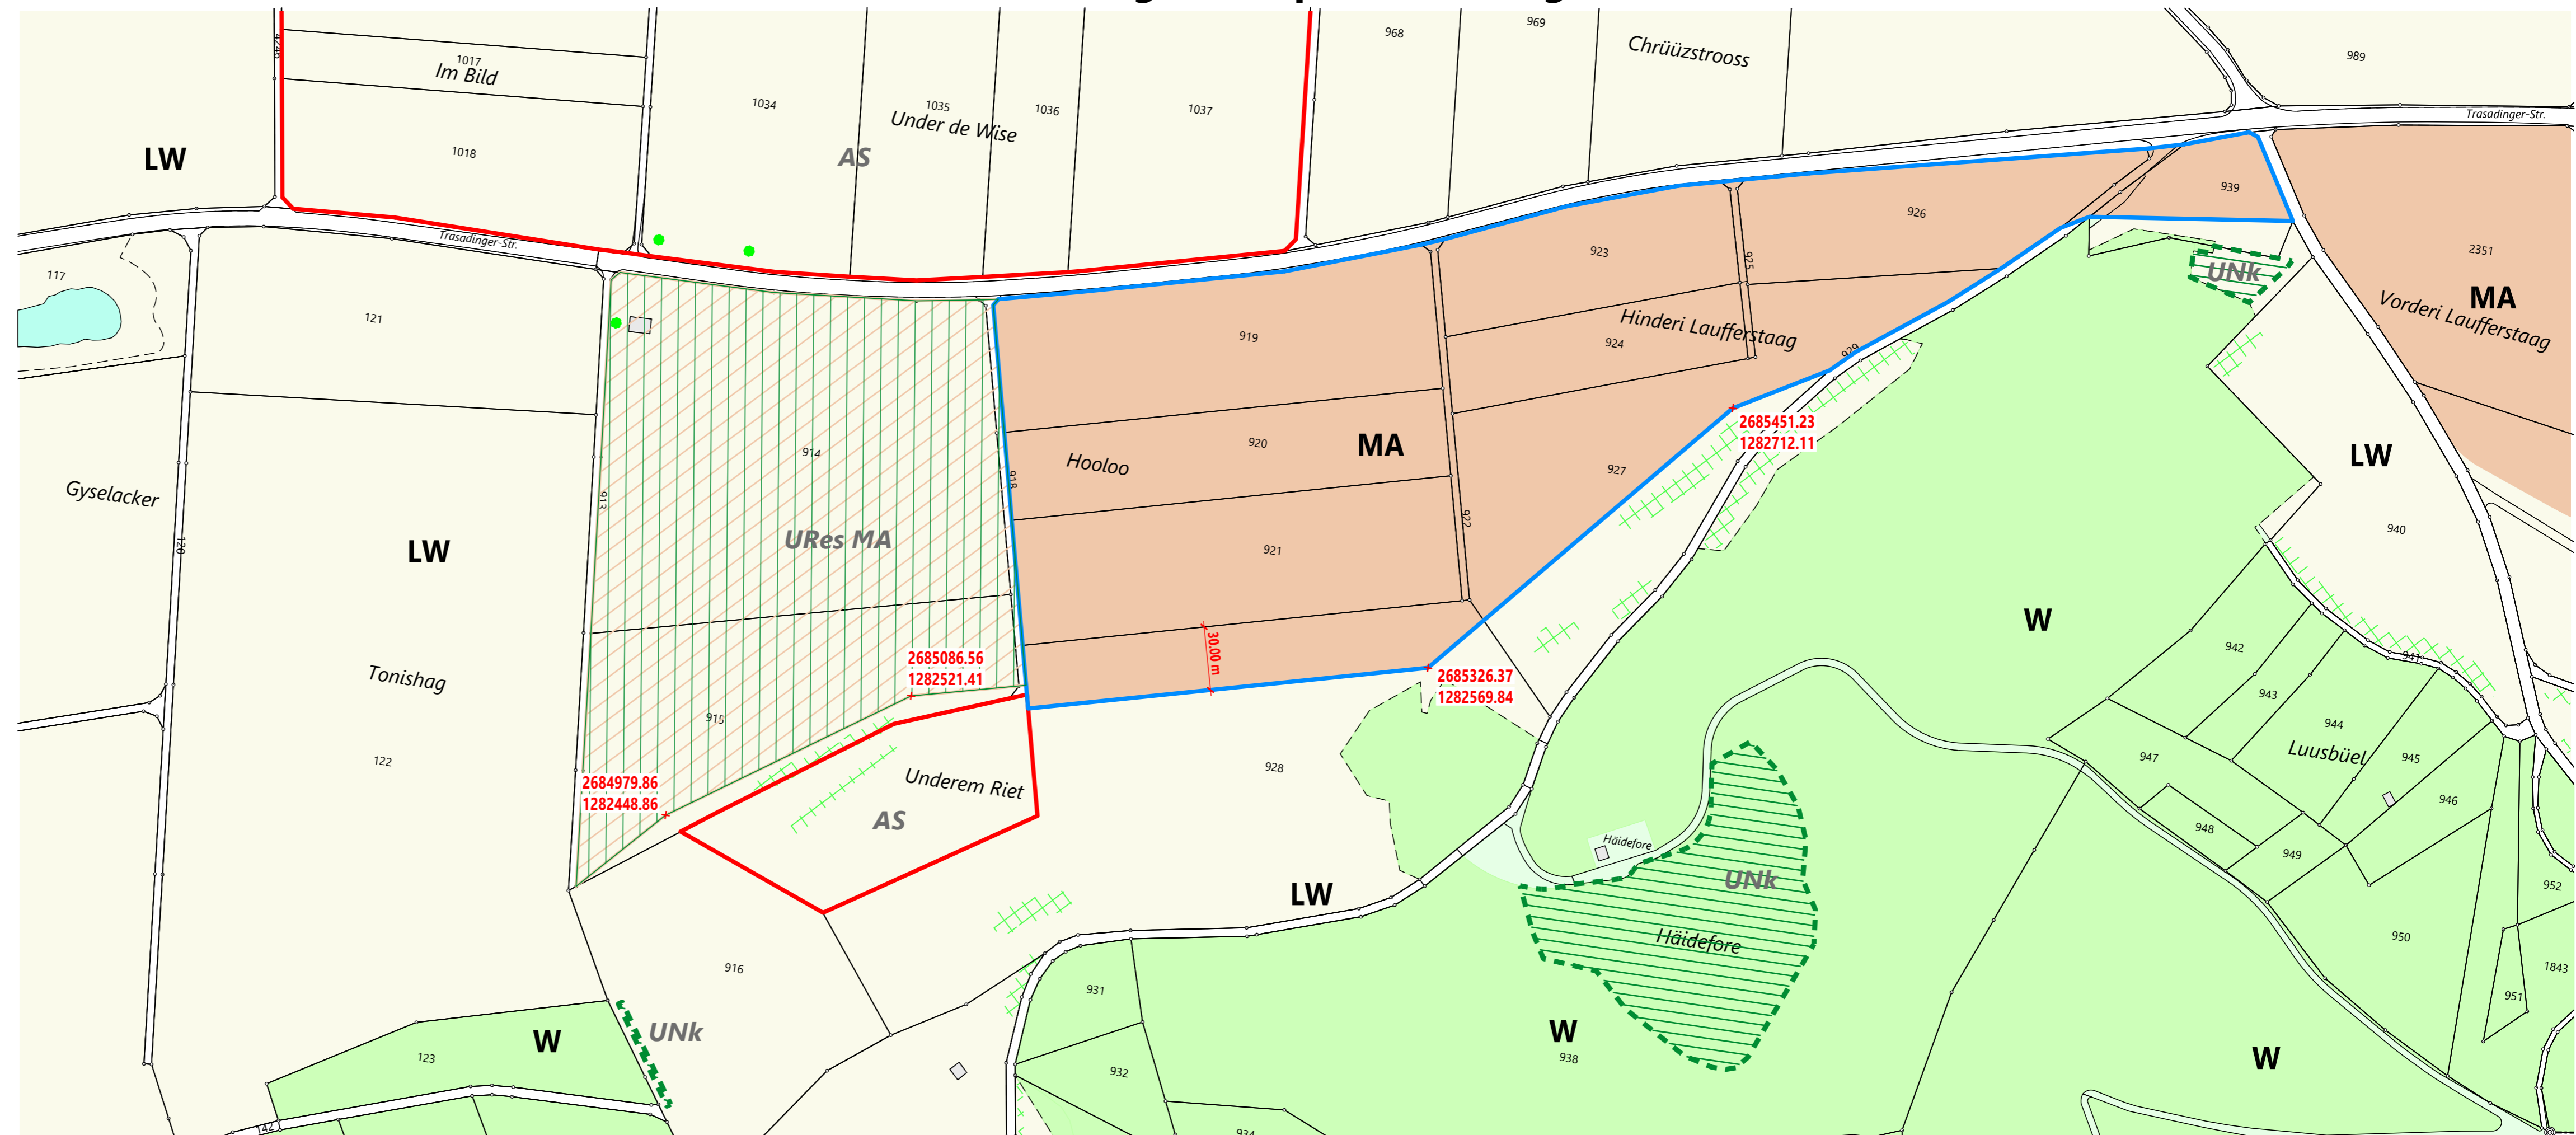 4246
1017
Im Bild
1018
LW
1034
1035
Under de Wise
1036
1037
AS
968
969
Chrüüzstrooss
989
Trasadinger-Str.
939
2351
MA
Vorderi Laufferstaag
UNk
Trasadinger-Str.
117
121
914
919
923
925
926
Hinderi Laufferstaag
924
929
920
MA
Hooloo
918
927
922
921
2685451.23
1282712.11
LW
940
Gyselacker
120
913
LW
URes MA
30.00 m
2685086.56
1282521.41
2685326.37
1282569.84
Tonishag
915
122
2684979.86
1282448.86
Underem Riet
AS
928
LW
W
942
941
943
944
Luusbüel
945
946
947
948
949
950
951
952
1843
Häidefore
UNk
Häidefore
916
931
932
934
W
938
W
UNk
W
123
42